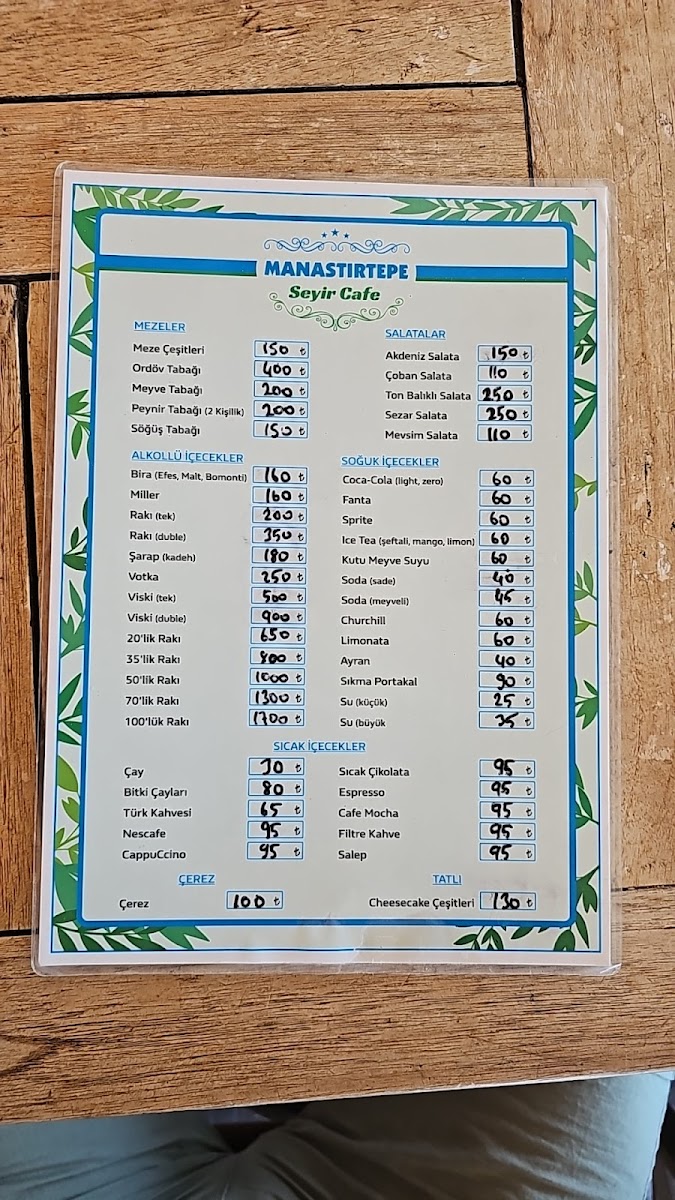 MANASTIRTEPE
Seyir Cafe
MEZELER
Meze Çeşitleri 150 ₺
Ordöv Tabağı 400 ₺
Meyve Tabağı 200 ₺
Peynir Tabağı (2 Kişilik) 200 ₺
Söğüş Tabağı 150 ₺
SALATALAR
Akdeniz Salata 150 ₺
Çoban Salata 110 ₺
Ton Balıklı Salata 250 ₺
Sezar Salata 250 ₺
Mevsim Salata 110 ₺
ALKOLLÜ İÇECEKLER
Bira (Efes, Malt, Bomonti) 160 ₺
Miller 160 ₺
Rakı (tek) 200 ₺
Rakı (duble) 350 ₺
Şarap (kadeh) 180 ₺
Votka 250 ₺
Viski (tek) 500 ₺
Viski (duble) 900 ₺
20'lik Rakı 650 ₺
35'lik Rakı 800 ₺
50'lik Rakı 1000 ₺
70'lik Rakı 1300 ₺
100'lük Rakı 1700 ₺
SOĞUK İÇECEKLER
Coca-Cola (light, zero) 60 ₺
Fanta 60 ₺
Sprite 60 ₺
Ice Tea (şeftali, mango, limon) 60 ₺
Kutu Meyve Suyu 60 ₺
Soda (sade) 40 ₺
Soda (meyveli) 45 ₺
Churchill 60 ₺
Limonata 60 ₺
Ayran 40 ₺
Sıkma Portakal 90 ₺
Su (küçük) 25 ₺
Su (büyük 35 ₺
SICAK İÇECEKLER
Çay 30 ₺
Bitki Çayları 80 ₺
Türk Kahvesi 65 ₺
Nescafe 95 ₺
CappuCcino 95 ₺
Sıcak Çikolata 95 ₺
Espresso 95 ₺
Cafe Mocha 95 ₺
Filtre Kahve 95 ₺
Salep 95 ₺
ÇEREZ
Çerez 100 ₺
TATLI
Cheesecake Çeşitleri 130 ₺